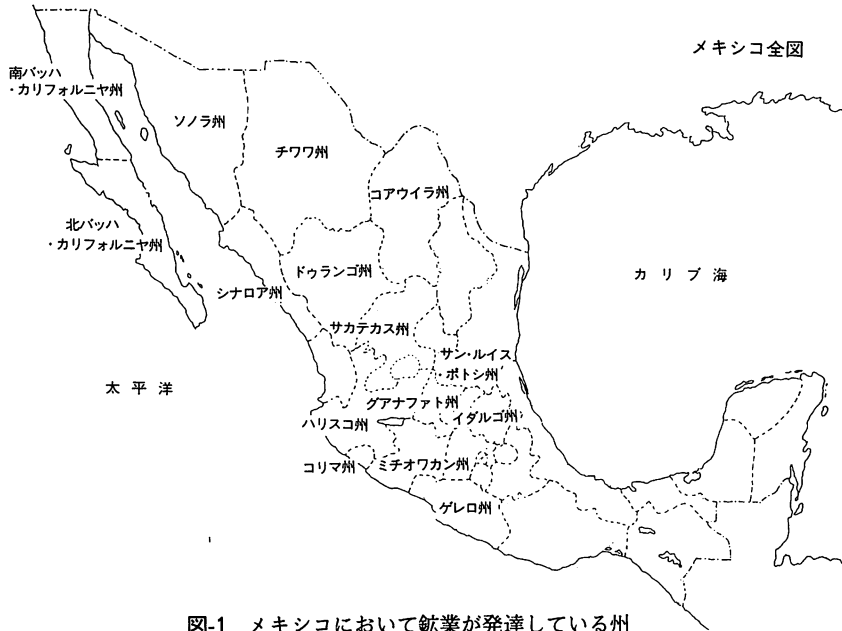 メキシコ全図
南バッハ
・カリフォルニヤ州
ソノラ州
チワワ州
コアウイラ州
北バッハ
・カリフォルニヤ州
ドゥランゴ州
カリブ海
シナロア州
サカテカス州
サン・ルイス
・ポトシ州
太平洋
グアナファト州
イダルゴ州
ハリスコ州
コリマ州
ミチオワカン州
ゲレロ州
図-1 メキシコにおいて鉱業が発達している州